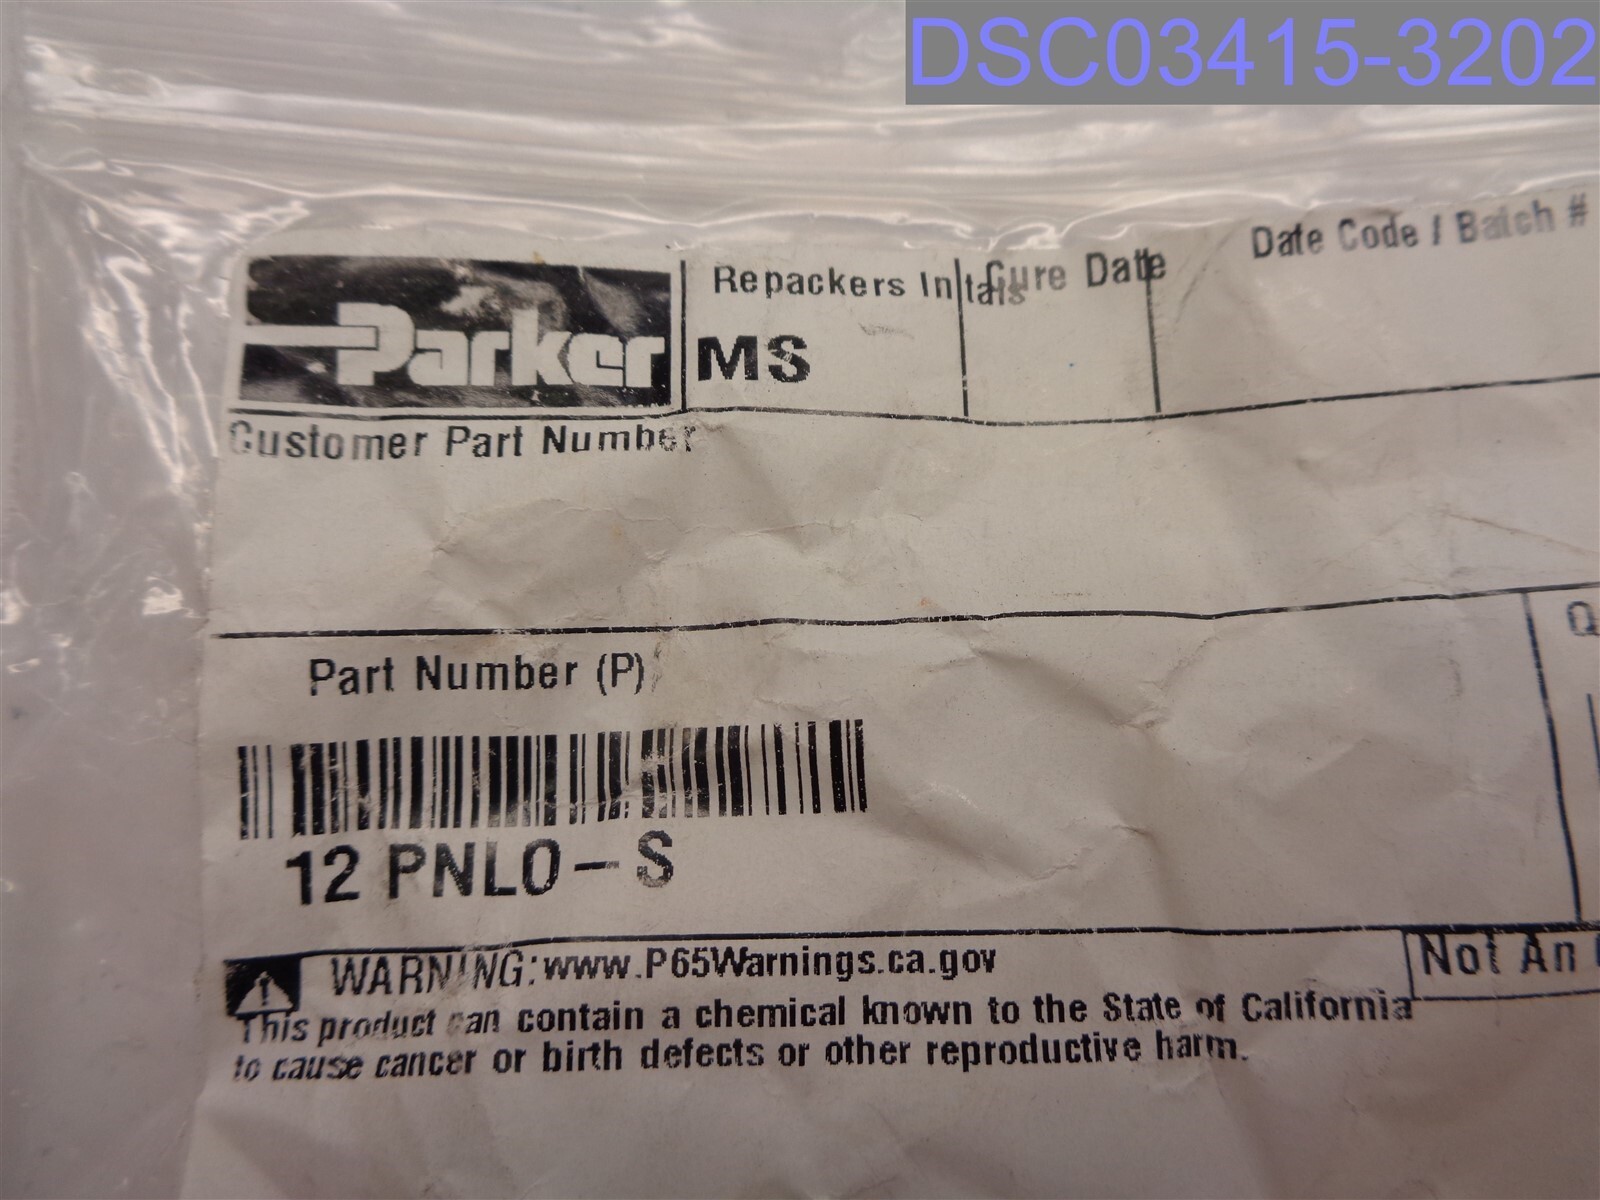 DSC03415-3202
Parker
Repackers Initals
Cure Date
Date Code / Batch #
MS
Customer Part Number
Part Number (P)
12 PNLO-S
WARNING: www.P65Warnings.ca.gov
Not An
This product can contain a chemical known to the State of California
to cause cancer or birth defects or other reproductive harm.